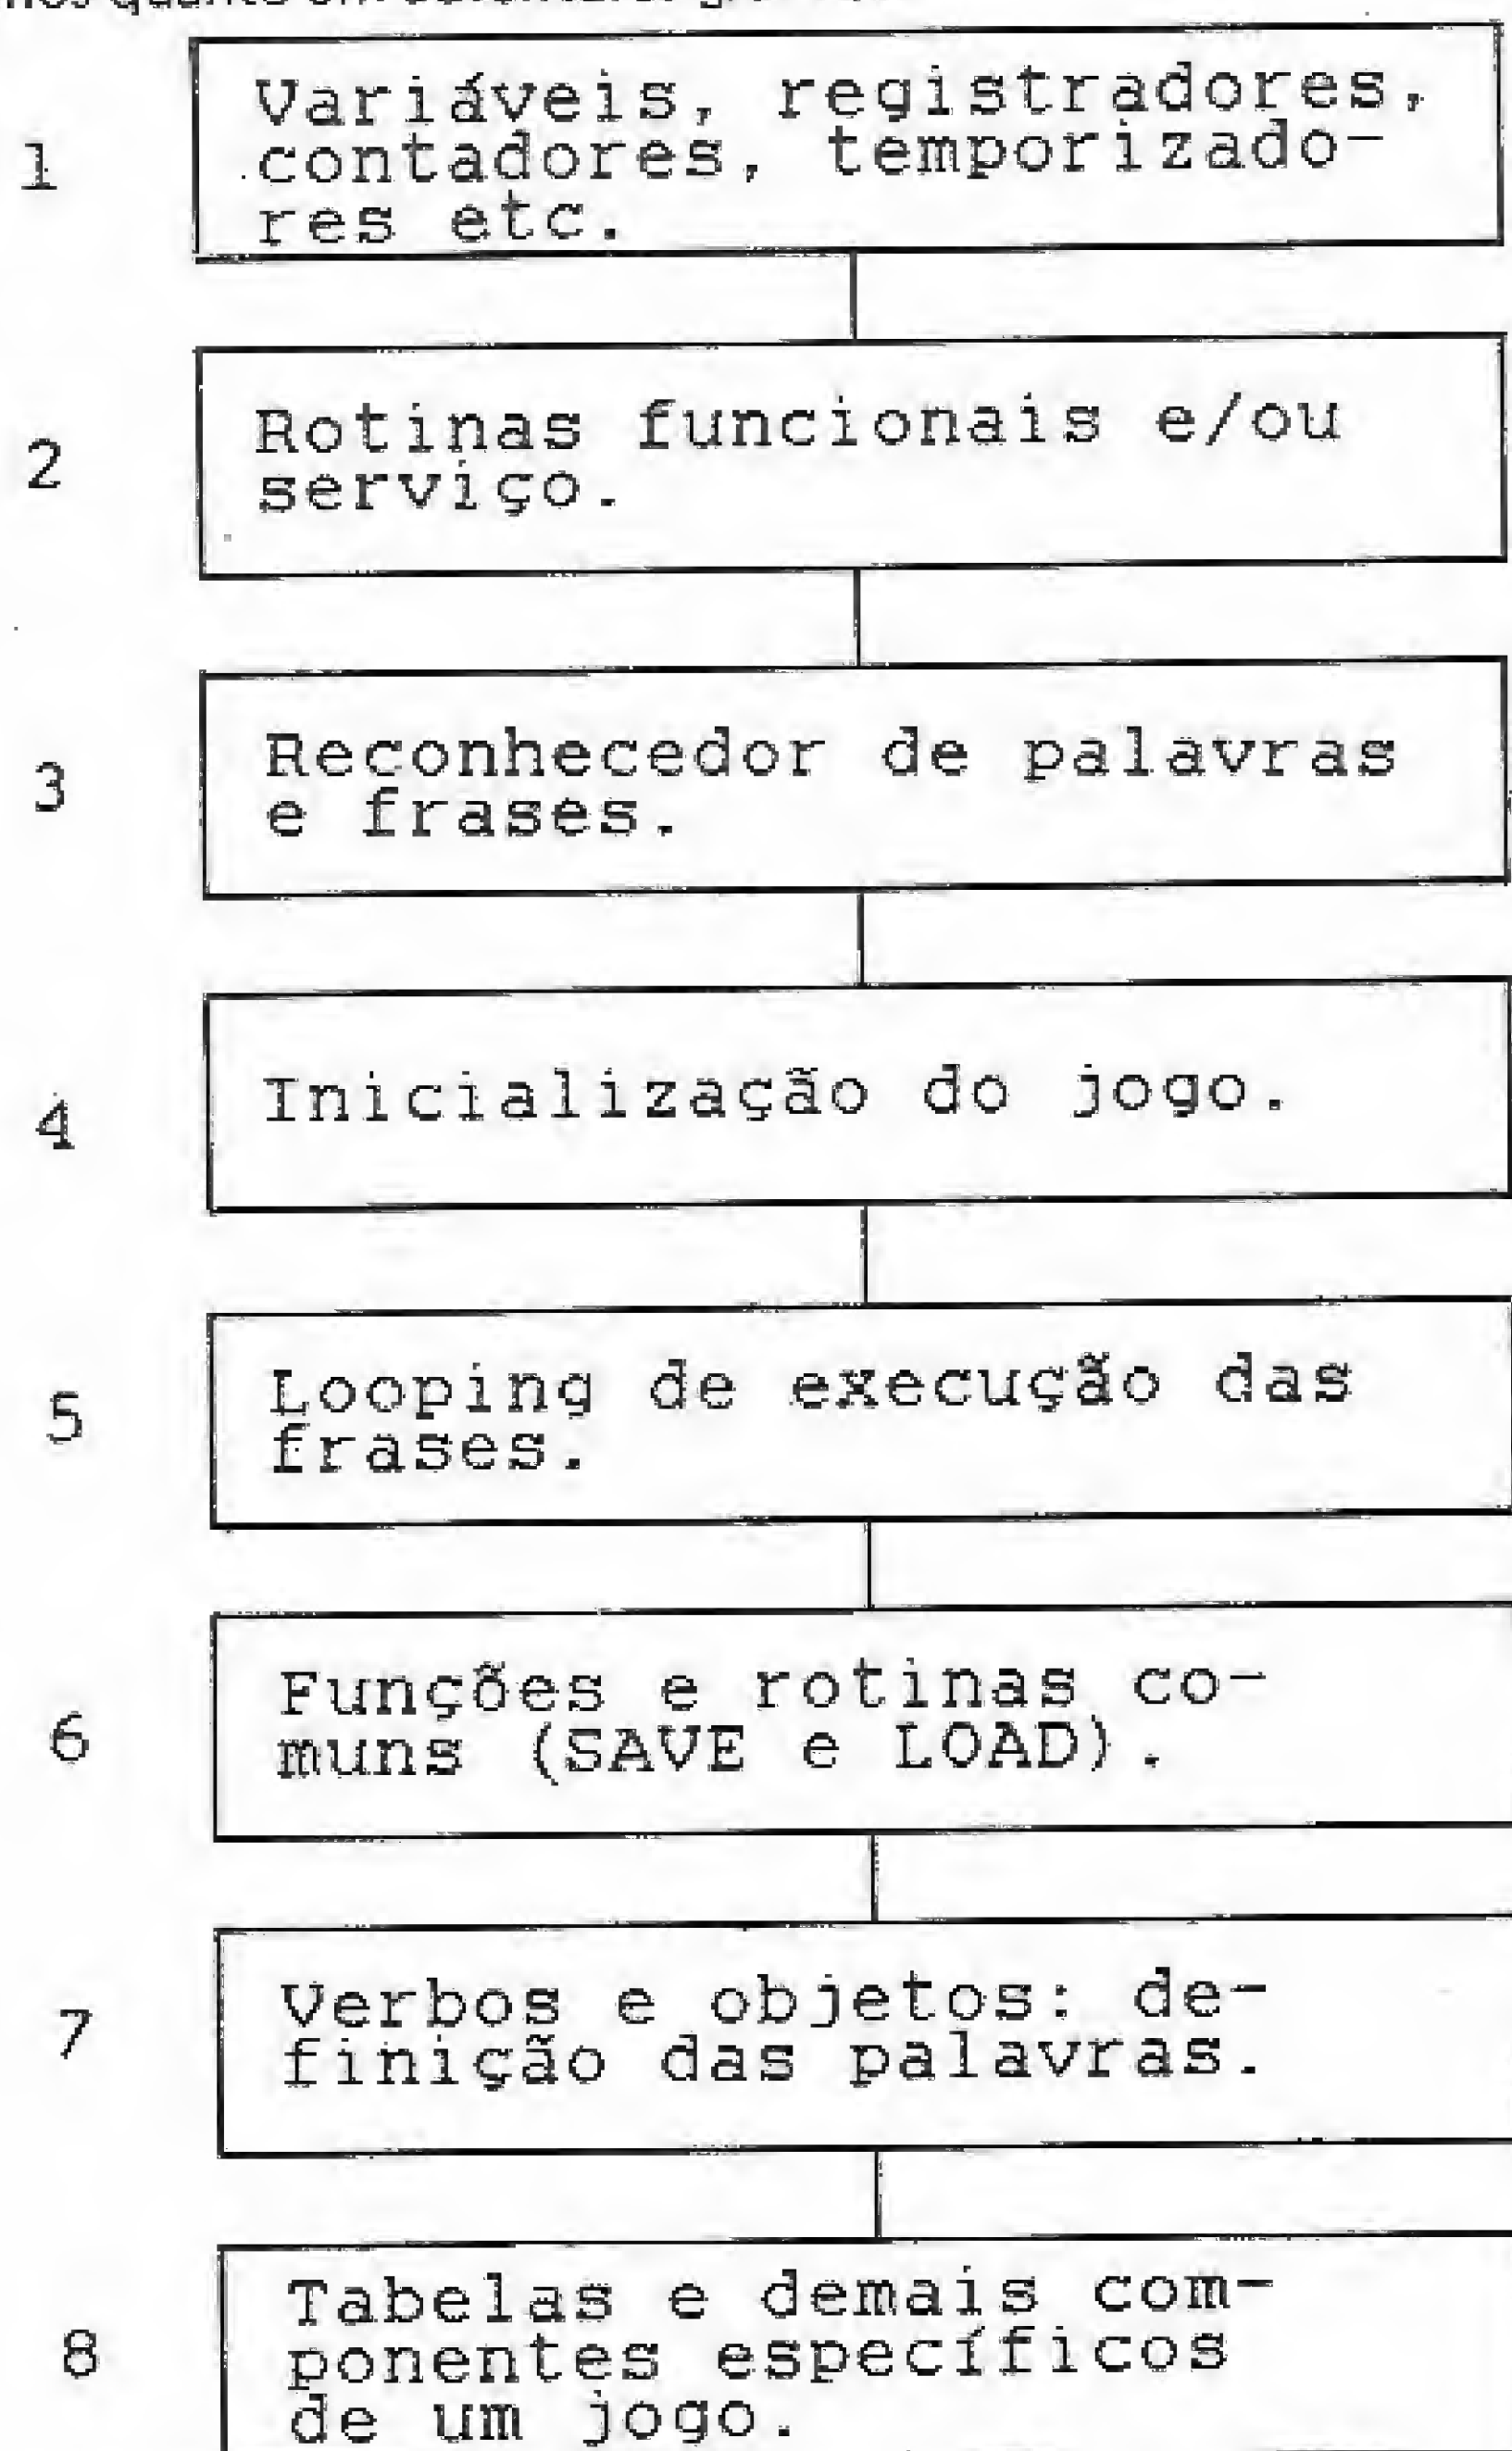 quanto em
1
Variáveis, registradores,
contadores, temporizado-
res etc.
2
Rotinas funcionais e/ou
serviço.
3
Reconhecedor de palavras
e frases.
4
Inicialização do jogo.
5
Looping de execução das
frases.
6
Funções e rotinas co-
muns (SAVE e LOAD).
7
Verbos e objetos: de-
finição das palavras.
8
Tabelas e demais com-
ponentes específicos
de um jogo.